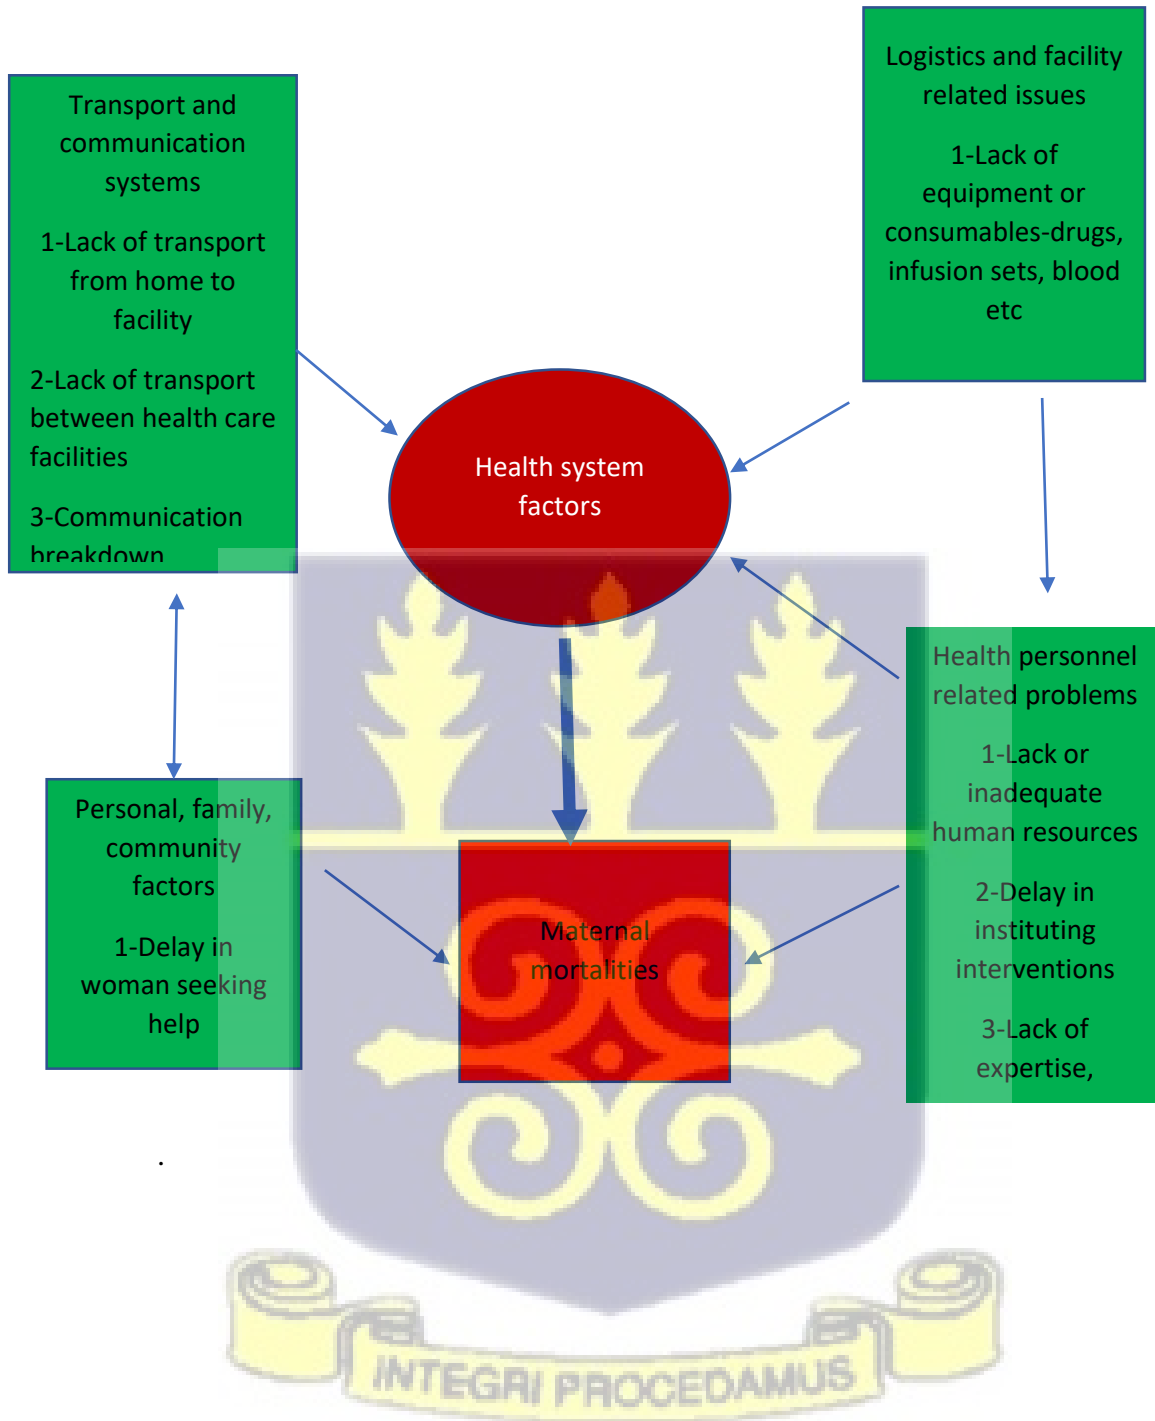 Transport and
communication
systems
1-Lack of transport
from home to
facility
2-Lack of transport
between health care
facilities
3-Communication
breakdown
Logistics and facility
related issues
1-Lack of
equipment or
consumables-drugs,
infusion sets, blood
etc
Health system
factors
Health personnel
related problems
1-Lack or
inadequate
human resources
2-Delay in
instituting
interventions
3-Lack of
expertise,
Personal, family,
community
factors
1-Delay in
woman seeking
help
Maternal
mortalities
.
INTEGRI PROCEDAMUS